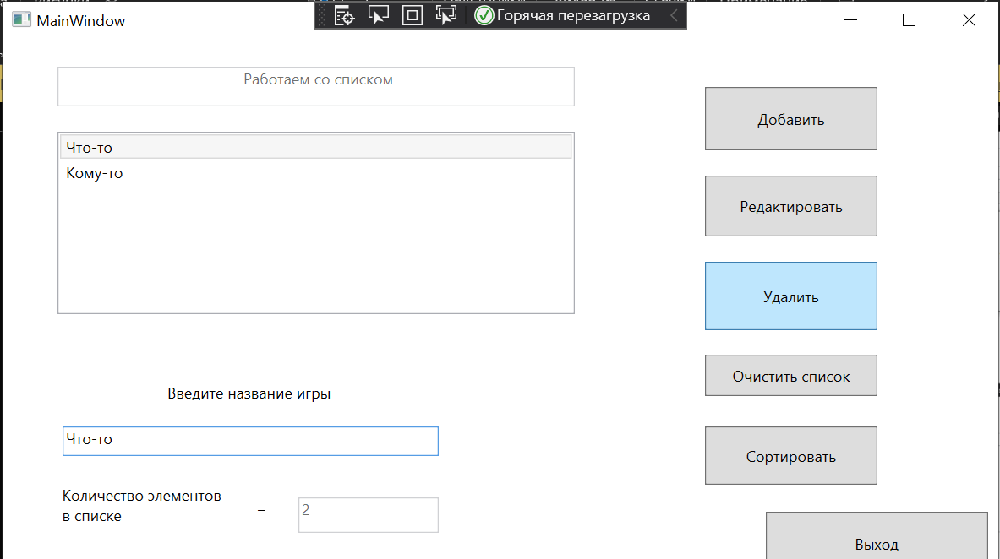 MainWindow
Горячая перезагрузка
Работаем со списком
Что-то
Кому-то
Добавить
Редактировать
Удалить
Очистить список
Сортировать
Выход
Введите название игры
Что-то
Количество элементов
в списке
=
2